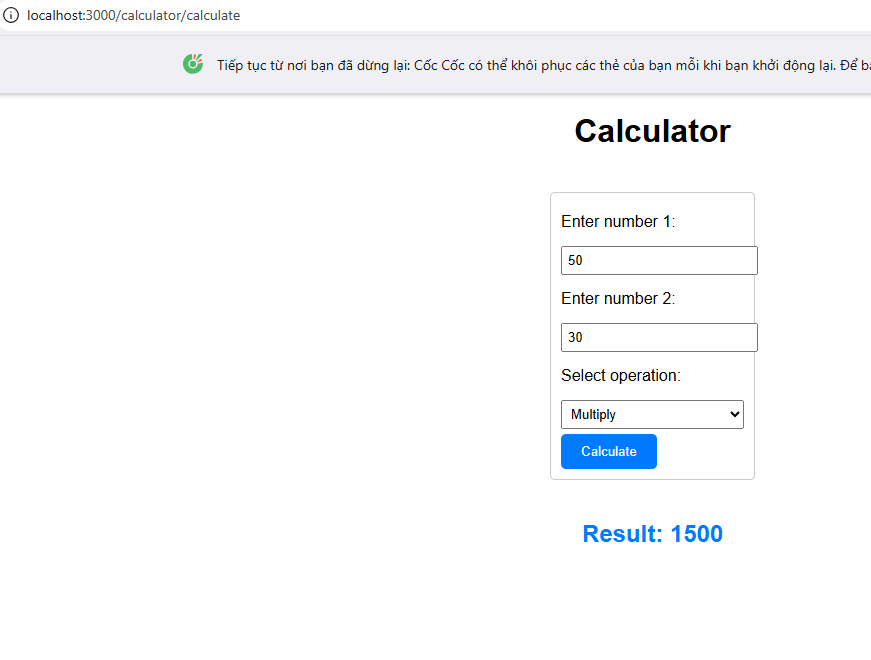 localhost:3000/calculator/calculate
Tiếp tục từ nơi bạn đã dừng lại: Cốc Cốc có thể khôi phục các thẻ của bạn mỗi khi bạn khởi động lại. Để
Calculator
Enter number 1:
50
Enter number 2:
30
Select operation:
Multiply
Calculate
Result: 1500